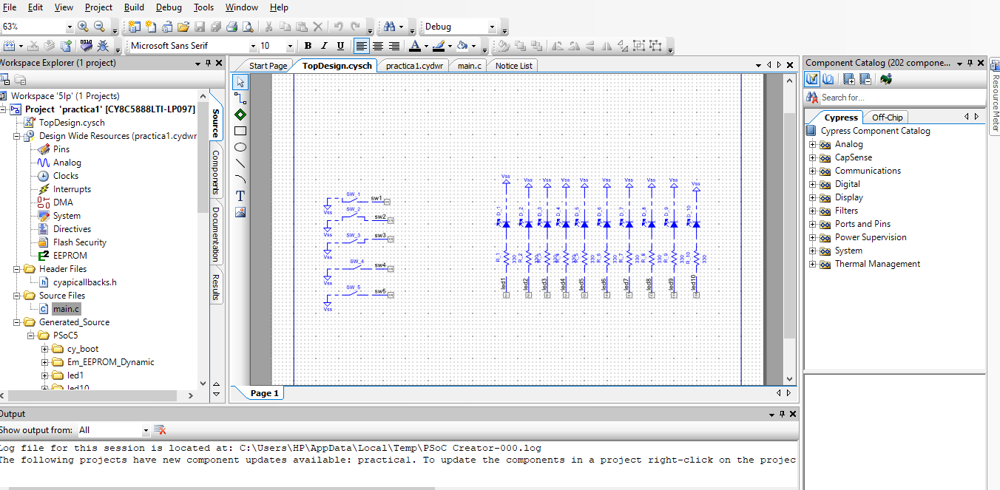 File Edit View Project Build Debug Tools Window Help
63%
Debug
Microsoft Sans Serif 10 B I U
Workspace Explorer (1 project)
Start Page TopDesign.cysch practica1.cydwr main.c Notice List
Component Catalog (202 compone...
Search for...
Cypress Off-Chip
Cypress Component Catalog
Analog
CapSense
Communications
Digital
Display
Filters
Ports and Pins
Power Supervision
System
Thermal Management
Resource Meter
Workspace '5lp' (1 Projects)
Project 'practica1' [CY8C5888LTI-LP097]
TopDesign.cysch
Design Wide Resources (practica1.cydwr
Pins
Analog
Clocks
Interrupts
DMA
System
Directives
Flash Security
EEPROM
Header Files
cyapicallbacks.h
Source Files
main.c
Generated_Source
PSoC5
cy_boot
Em_EEPROM_Dynamic
led1
led10
Source
Components
Documentation
Results
SW_1 sw1
Vss
SW_2 sw2
Vss
SW_3 sw3
Vss
SW_4 sw4
Vss
SW_5 sw5
Vss
Vss Vss Vss Vss Vss Vss Vss Vss Vss Vss
D_1 D_2 D_3 D_4 D_5 D_6 D_7 D_8 D_9 D_10
R_1 330 R_2 330 R_3 330 R_4 330 R_5 330 R_6 330 R_7 330 R_8 330 R_9 330 R_10 330
led1 led2 led3 led4 led5 led6 led7 led8 led9 led10
Page 1
Output
Show output from: All
Log file for this session is located at: C:\Users\HP\AppData\Local\Temp\PSoC Creator-000.log
The following projects have new component updates available: practica1. To update the components in a project right-click on the projec